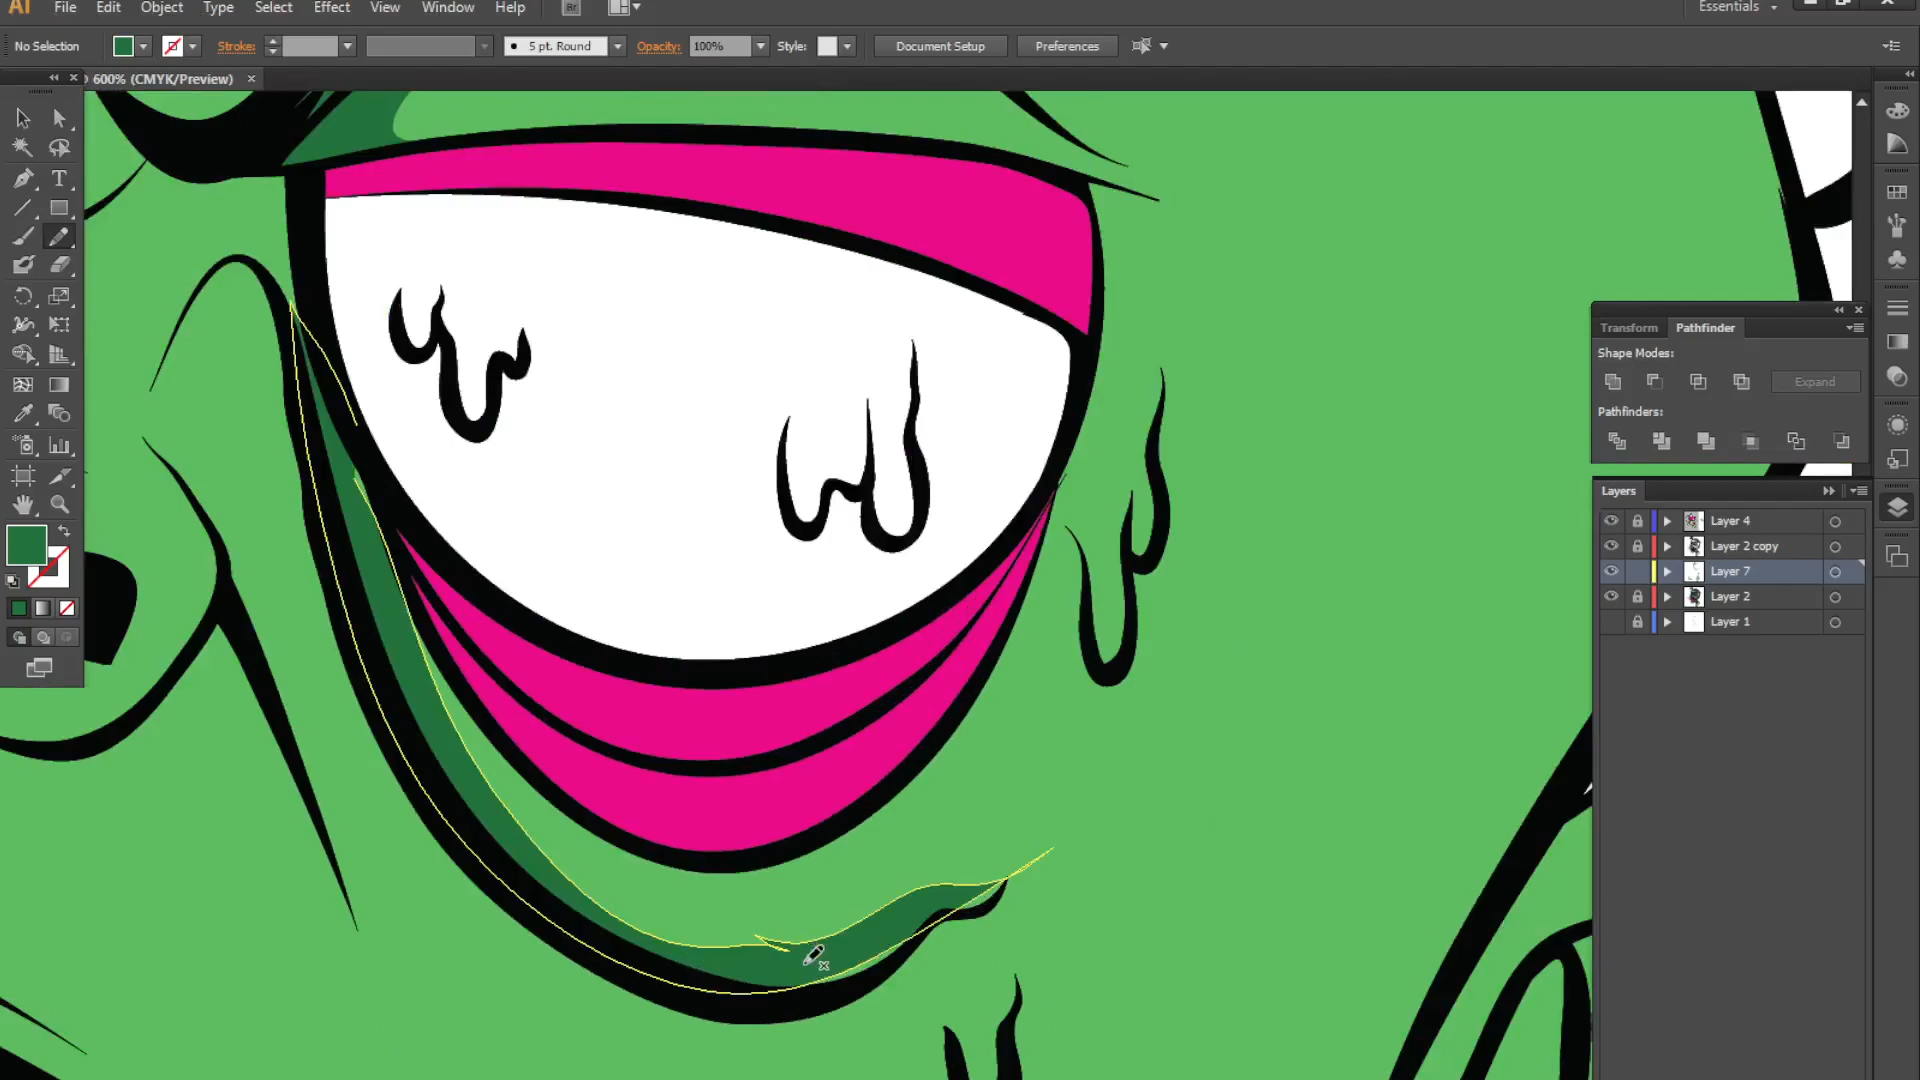 Ai File Edit Object Type Select Effect View Window Help Br Essentials
No Selection Stroke: 5 pt. Round Opacity: 100% Style: Document Setup Preferences
600% (CMYK/Preview)
T
Transform Pathfinder
Shape Modes:
Expand
Pathfinders:
Layers
Layer 4
Layer 2 copy
Layer 7
Layer 2
Layer 1